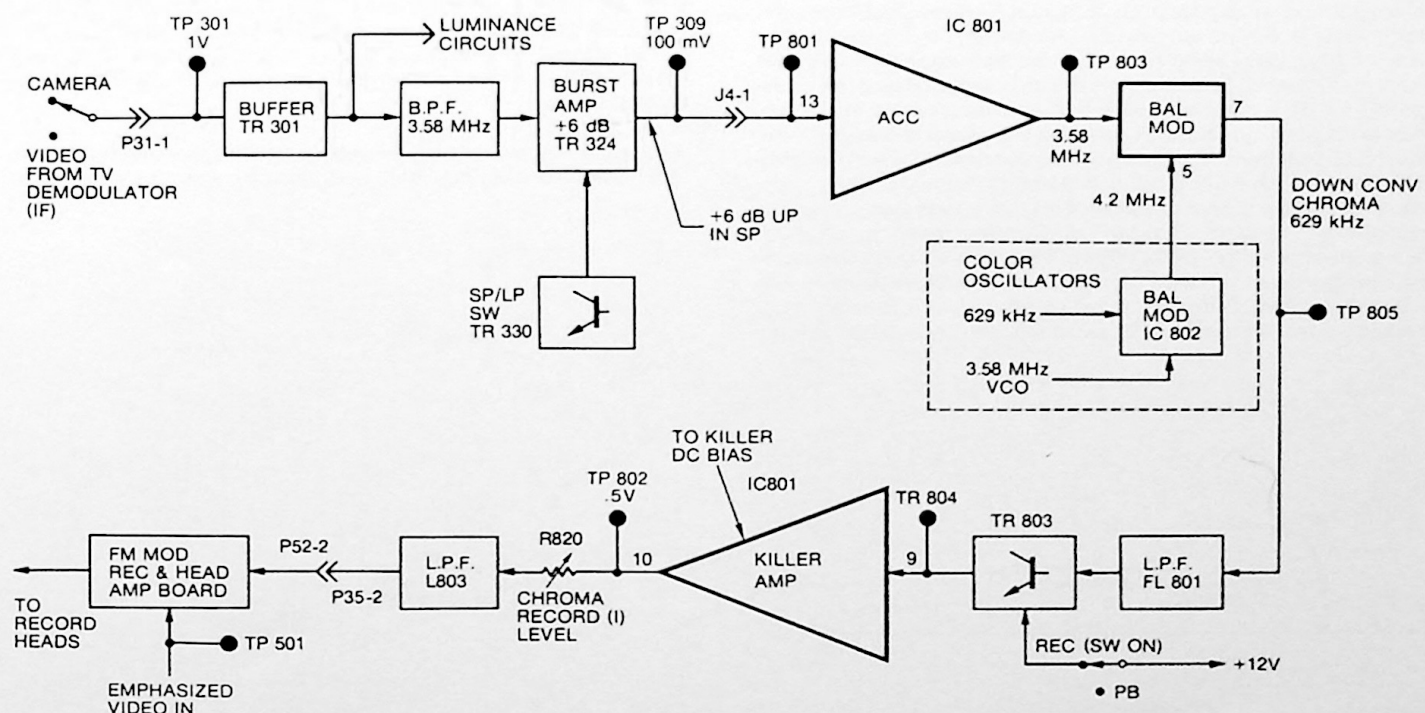 CAMERA
VIDEO
FROM TV
DEMODULATOR
(IF)
P31-1
TP 301
1V
BUFFER
TR 301
LUMINANCE
CIRCUITS
B.P.F.
3.58 MHz
BURST
AMP
+6 dB
TR 324
SP/LP
SW
TR 330
TP 309
100 mV
+6 dB UP
IN SP
J4-1
TP 801
13
IC 801
ACC
TP 803
3.58
MHz
BAL
MOD
7
5
4.2 MHz
DOWN CONV
CHROMA
629 kHz
COLOR
OSCILLATORS
629 kHz
BAL
MOD
IC 802
3.58 MHz
VCO
TP 805
L.P.F.
FL 801
TR 803
REC (SW ON)
+12V
PB
TR 804
9
TO KILLER
DC BIAS
IC801
KILLER
AMP
10
TP 802
.5V
R820
CHROMA
RECORD (I)
LEVEL
L.P.F.
L803
P52-2
P35-2
FM MOD
REC & HEAD
AMP BOARD
TO
RECORD
HEADS
TP 501
EMPHASIZED
VIDEO IN